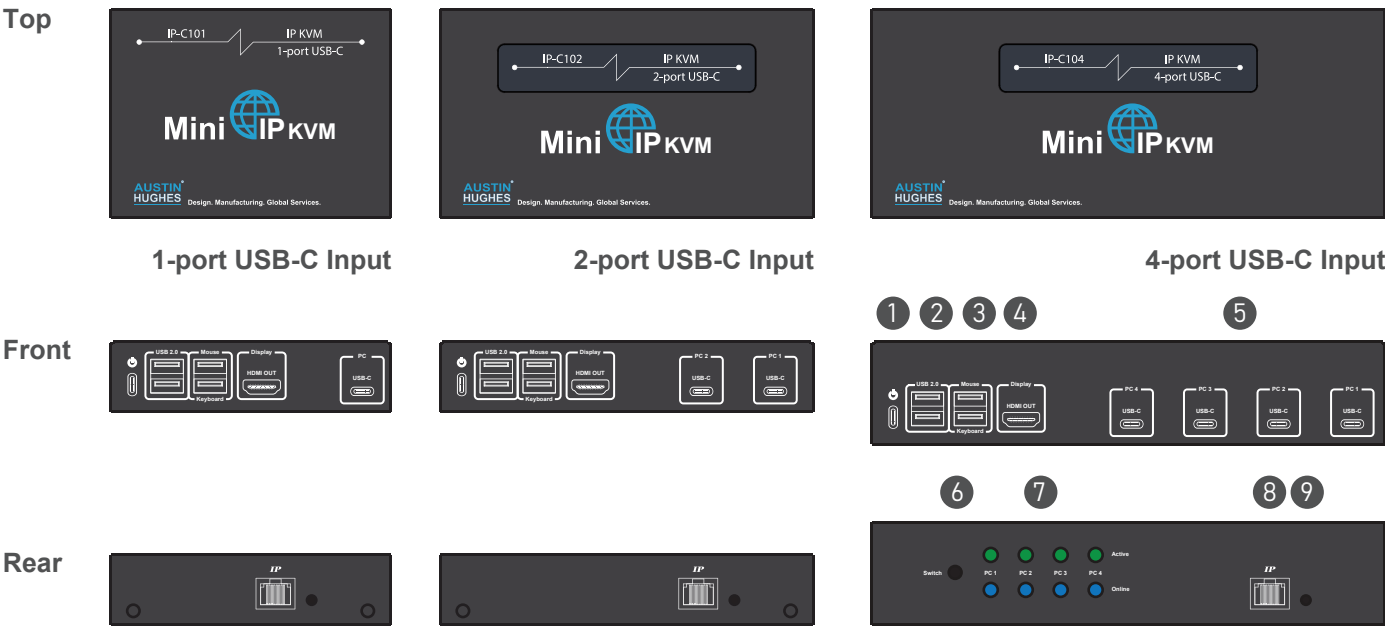 Top
IP-C101 IP KVM
1-port USB-C
Mini IP KVM
AUSTIN
HUGHES Design. Manufacturing. Global Services.
IP-C102 IP KVM
2-port USB-C
Mini IP KVM
AUSTIN
HUGHES Design. Manufacturing. Global Services.
IP-C104 IP KVM
4-port USB-C
Mini IP KVM
AUSTIN
HUGHES Design. Manufacturing. Global Services.
1-port USB-C Input 2-port USB-C Input 4-port USB-C Input
1 2 3 4 5
Front
USB 2.0 Mouse Display PC
HDMI OUT USB-C
Keyboard
USB 2.0 Mouse Display PC 2 PC 1
HDMI OUT USB-C USB-C
Keyboard
USB 2.0 Mouse Display PC 4 PC 3 PC 2 PC 1
HDMI OUT USB-C USB-C USB-C USB-C
Keyboard
6 7 8 9
Rear
IP
IP
Active
Switch PC 1 PC 2 PC 3 PC 4 IP
Online